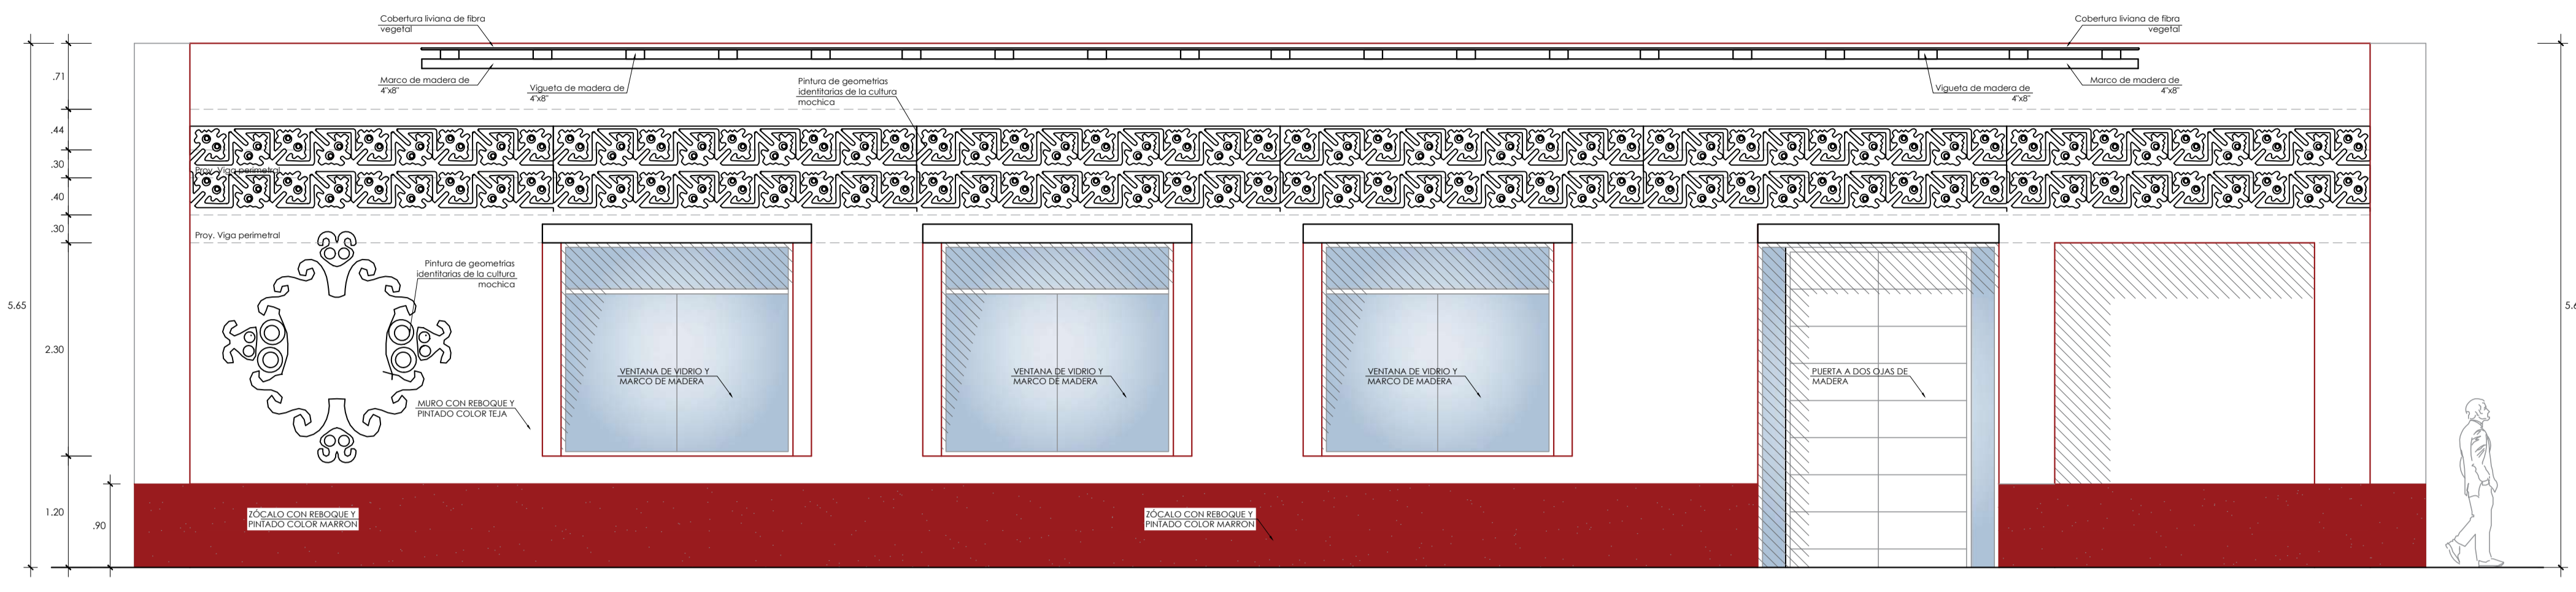 Cobertura liviana de fibra
vegetal
Cobertura liviana de fibra
vegetal
.71
Marco de madera de
4"x8"
Vigueta de madera de
4"x8"
Pintura de geometrias
identitarias de la cultura
mochica
Vigueta de madera de
4"x8"
Marco de madera de
4"x8"
.44
.30
Proy. Viga perimetral
.40
.30
Proy. Viga perimetral
Pintura de geometrias
identitarias de la cultura
mochica
5.65
2.30
VENTANA DE VIDRIO Y
MARCO DE MADERA
VENTANA DE VIDRIO Y
MARCO DE MADERA
VENTANA DE VIDRIO Y
MARCO DE MADERA
PUERTA A DOS OJAS DE
MADERA
MURO CON REBOQUE Y
PINTADO COLOR TEJA
1.20
.90
ZÓCALO CON REBOQUE Y
PINTADO COLOR MARRON
ZÓCALO CON REBOQUE Y
PINTADO COLOR MARRON